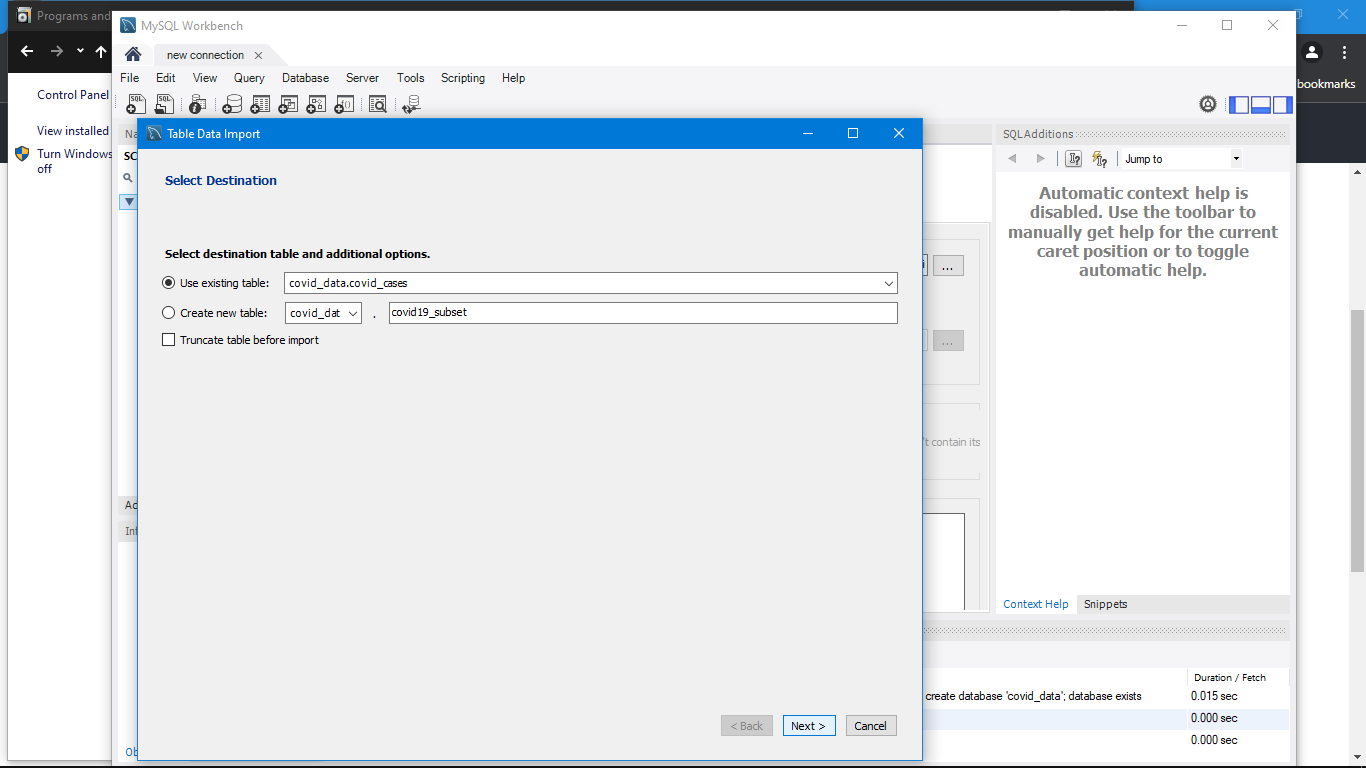 Programs and
MySQL Workbench
new connection
File Edit View Query Database Server Tools Scripting Help
bookmarks
Control Panel
View installed
Turn Windows
off
Table Data Import
SQLAdditions
Jump to
Select Destination
Automatic context help is
disabled. Use the toolbar to
manually get help for the current
caret position or to toggle
automatic help.
Select destination table and additional options.
Use existing table: covid_data.covid_cases
...
Create new table: covid_dat . covid19_subset
Truncate table before import
...
't contain its
Context Help Snippets
Duration / Fetch
create database 'covid_data'; database exists 0.015 sec
0.000 sec
0.000 sec
< Back Next > Cancel